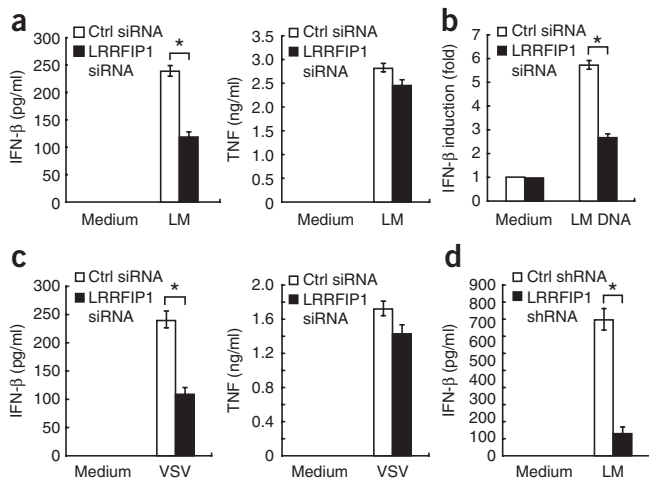 a
Ctrl siRNA
LRRFIP1
siRNA
*
IFN-β (pg/ml)
300
250
200
150
100
50
0
Medium
LM
Ctrl siRNA
LRRFIP1
siRNA
TNF (ng/ml)
3.5
3.0
2.5
2.0
1.5
1.0
0.5
0
Medium
LM
b
Ctrl siRNA
LRRFIP1
siRNA
*
IFN-β induction (fold)
7
6
5
4
3
2
1
0
Medium
LM DNA
c
Ctrl siRNA
LRRFIP1
siRNA
*
IFN-β (pg/ml)
300
250
200
150
100
50
0
Medium
VSV
Ctrl siRNA
LRRFIP1
siRNA
TNF (ng/ml)
2.0
1.6
1.2
0.8
0.4
0
Medium
VSV
d
Ctrl shRNA
LRRFIP1
shRNA
*
IFN-β (pg/ml)
900
800
700
600
500
400
300
200
100
0
Medium
LM